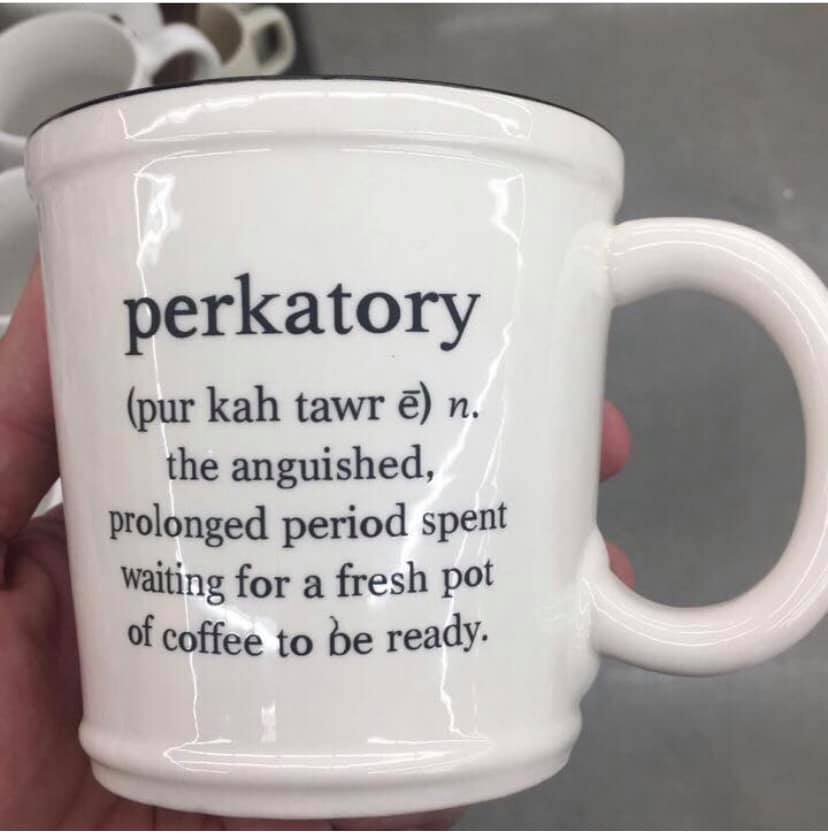 perkatory
(pur kah tawr ē) n.
the anguished,
prolonged period spent
waiting for a fresh pot
of coffee to be ready.